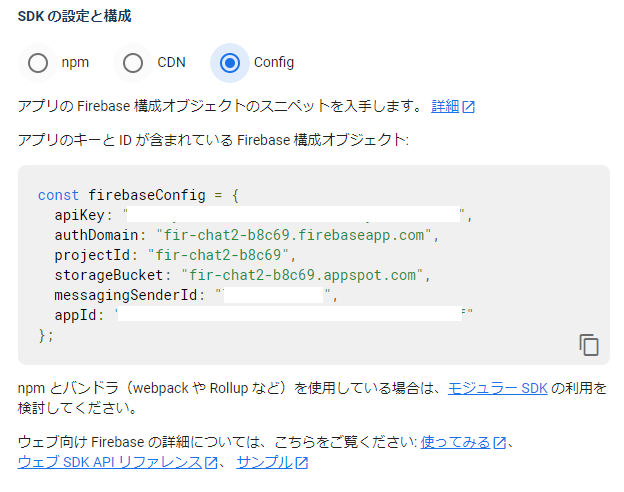 SDK の設定と構成
npm CDN Config
アプリの Firebase 構成オブジェクトのスニペットを入手します。 詳細
アプリのキーと ID が含まれている Firebase 構成オブジェクト:
const firebaseConfig = {
apiKey: "",
authDomain: "fir-chat2-b8c69.firebaseapp.com",
projectId: "fir-chat2-b8c69",
storageBucket: "fir-chat2-b8c69.appspot.com",
messagingSenderId: "",
appId: ""
};
npm とバンドラ（webpack や Rollup など）を使用している場合は、モジュラー SDK の利用を
検討してください。
ウェブ向け Firebase の詳細については、こちらをご覧ください: 使ってみる、
ウェブ SDK API リファレンス、 サンプル